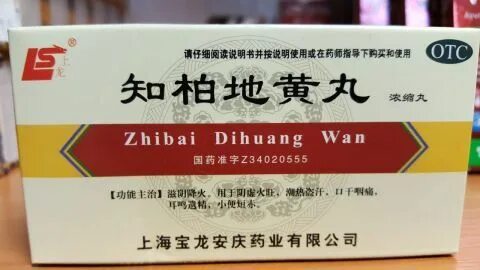 上龙®
请仔细阅读说明书并按说明使用或在药师指导下购买和使用
OTC
知柏地黄丸 浓缩丸
Zhibai Dihuang Wan
国药准字Z34020555
【功能主治】滋阴降火。用于阴虚火旺，潮热盗汗，口干咽痛，
耳鸣遗精，小便短赤。
上海宝龙安庆药业有限公司